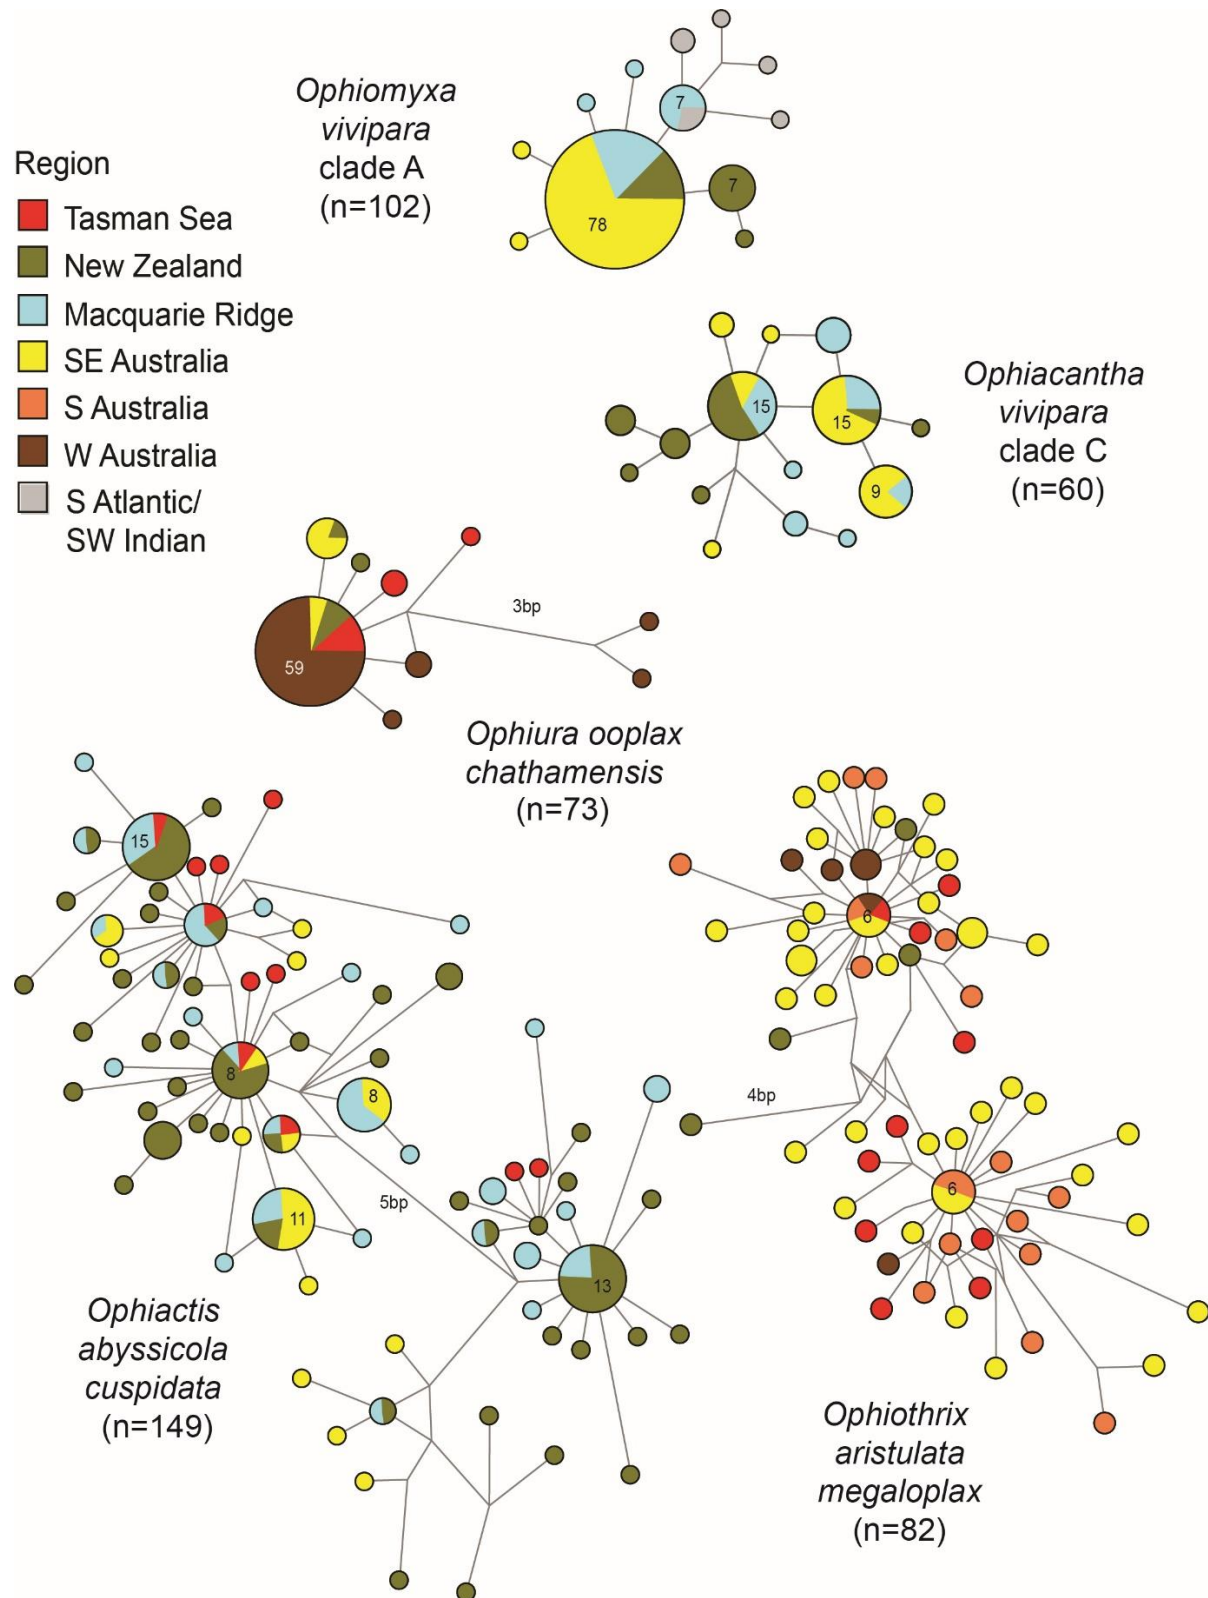 Ophiomyxa
vivipara
clade A
(n=102)
7
7
78
Region
Tasman Sea
New Zealand
Macquarie Ridge
SE Australia
S Australia
W Australia
S Atlantic/
SW Indian
15
15
9
Ophiacantha
vivipara
clade C
(n=60)
3bp
59
Ophiura ooplax
chathamensis
(n=73)
15
8
8
11
5bp
13
Ophiactis
abyssicola
cuspidata
(n=149)
6
4bp
6
Ophiothrix
aristulata
megaloplax
(n=82)